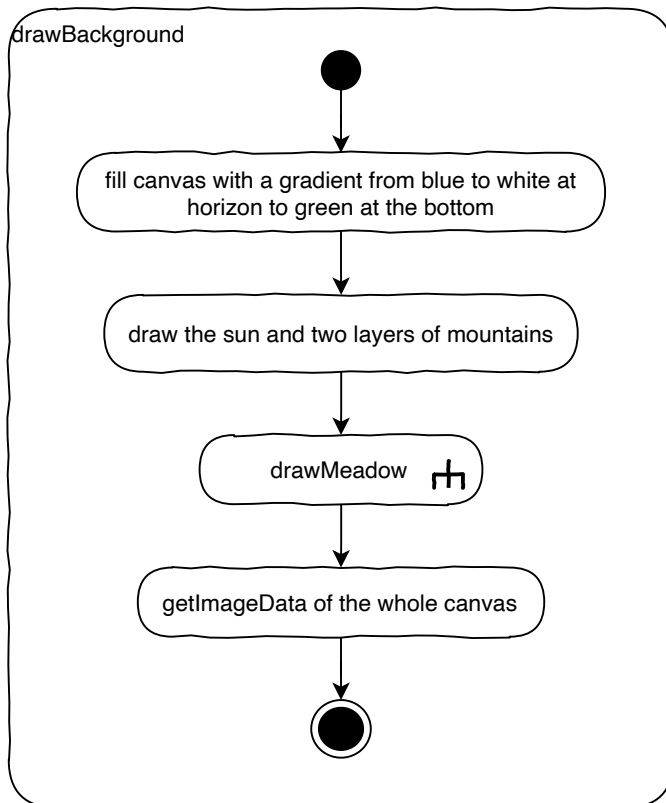 drawBackground
fill canvas with a gradient from blue to white at
horizon to green at the bottom
draw the sun and two layers of mountains
drawMeadow
getImageData of the whole canvas